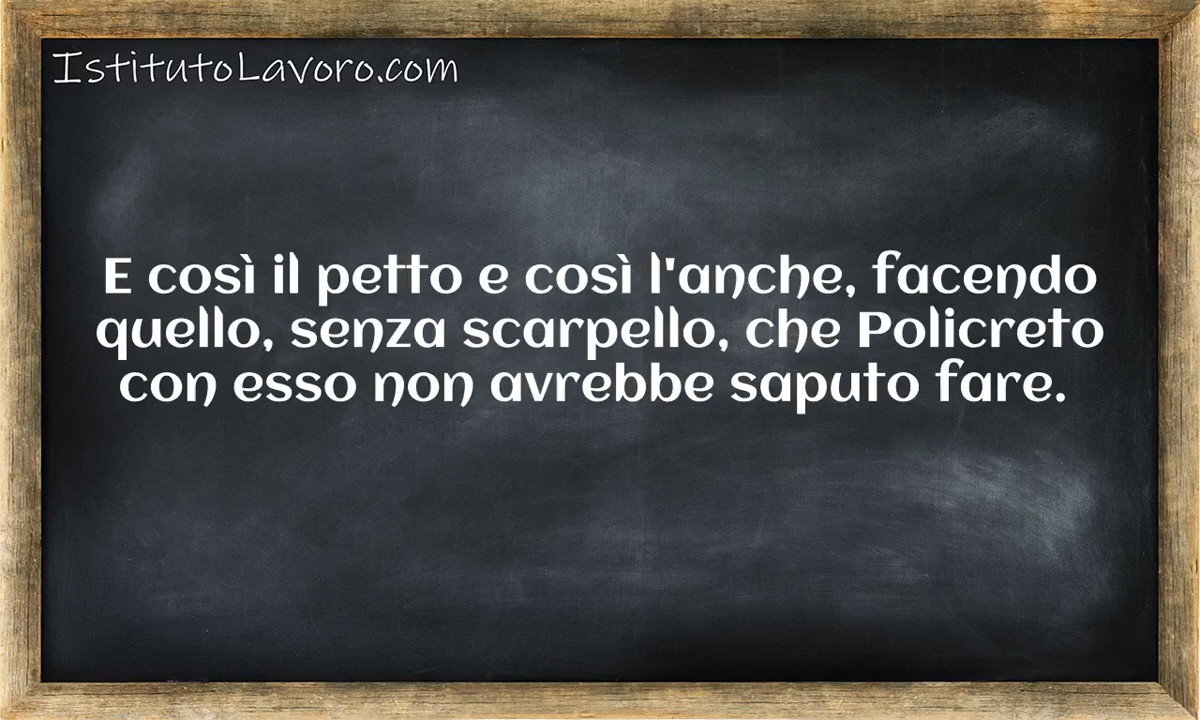 IstitutoLavoro.com
E così il petto e così l'anche, facendo
quello, senza scarpello, che Policreto
con esso non avrebbe saputo fare.